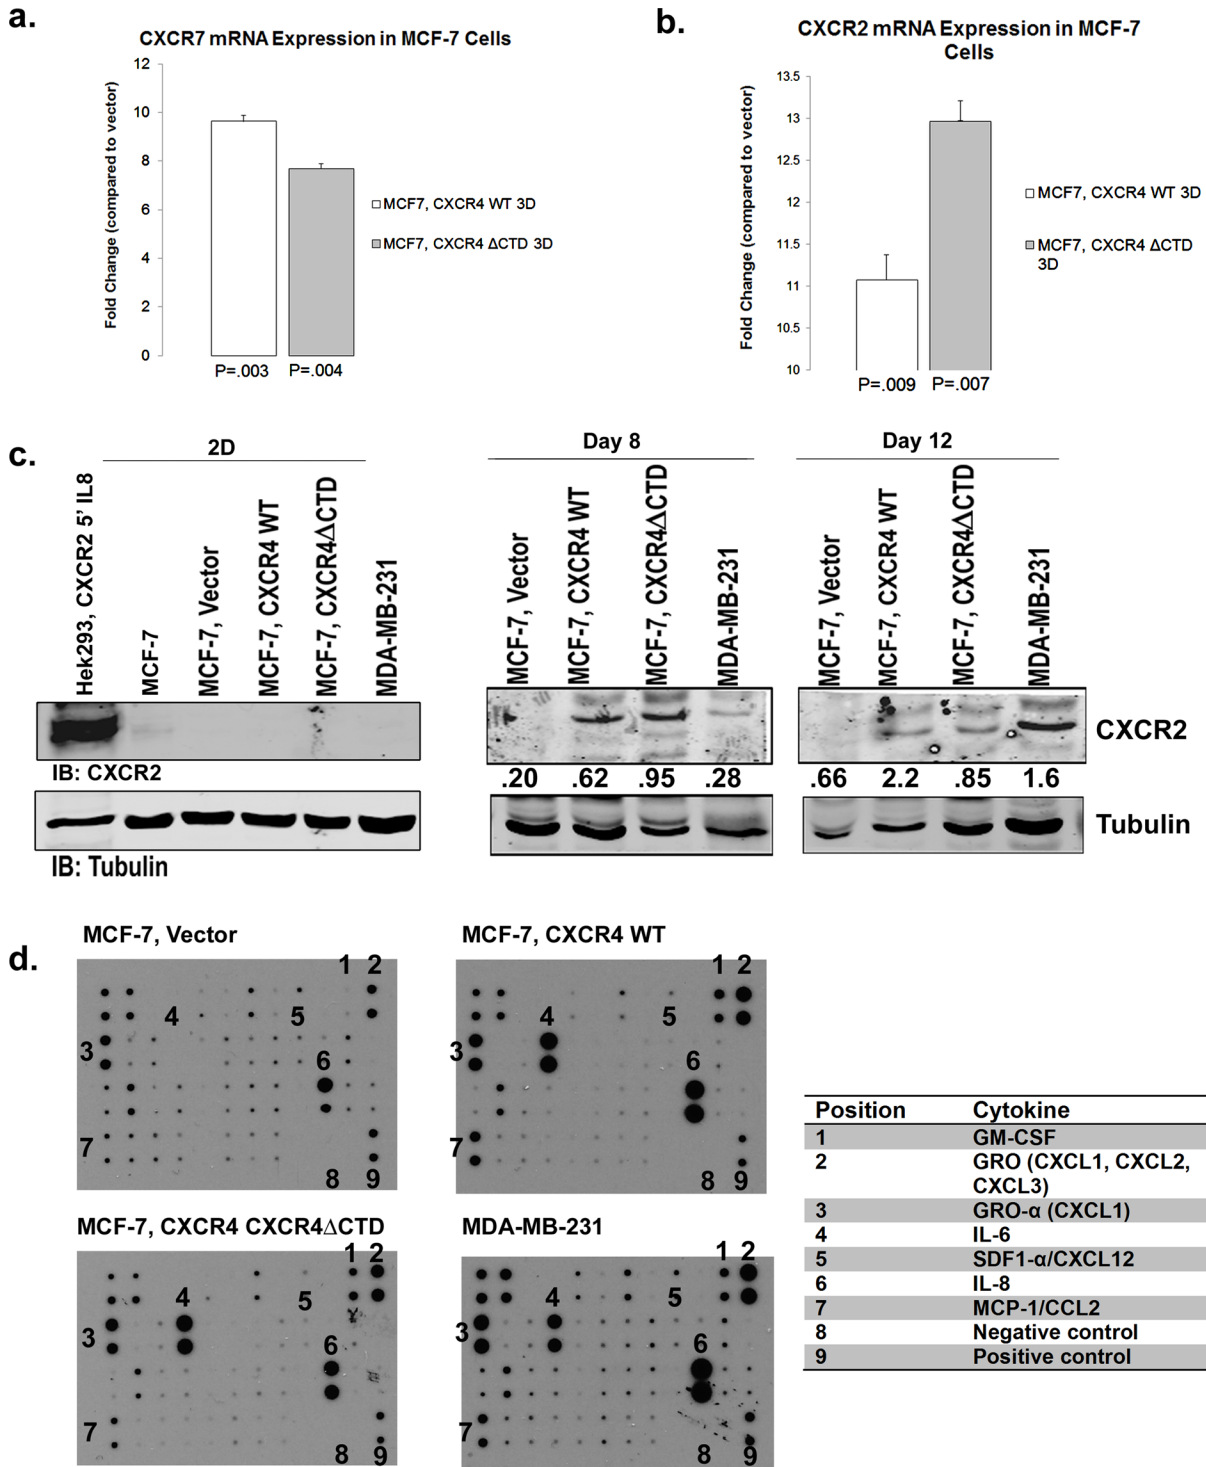 a.
CXCR7 mRNA Expression in MCF-7 Cells
Fold Change (compared to vector)
12
10
8
6
4
2
0
P=.003 P=.004
MCF7, CXCR4 WT 3D
MCF7, CXCR4 ΔCTD 3D
b.
CXCR2 mRNA Expression in MCF-7
Cells
Fold Change (compared to vector)
13.5
13
12.5
12
11.5
11
10.5
10
P=.009 P=.007
MCF7, CXCR4 WT 3D
MCF7, CXCR4 ΔCTD
3D
c.
2D
Hek293, CXCR2 5' IL8
MCF-7
MCF-7, Vector
MCF-7, CXCR4 WT
MCF-7, CXCR4ΔCTD
MDA-MB-231
IB: CXCR2
IB: Tubulin
Day 8
MCF-7, Vector
MCF-7, CXCR4 WT
MCF-7, CXCR4ΔCTD
MDA-MB-231
.20 .62 .95 .28
Day 12
MCF-7, Vector
MCF-7, CXCR4 WT
MCF-7, CXCR4ΔCTD
MDA-MB-231
CXCR2
.66 2.2 .85 1.6
Tubulin
d.
MCF-7, Vector
1 2
4 5
3
6
7
8 9
MCF-7, CXCR4 WT
1 2
4 5
3
6
7
8 9
MCF-7, CXCR4 CXCR4ΔCTD
1 2
4 5
3
6
7
8 9
MDA-MB-231
1 2
4 5
3
6
7
8 9
Position Cytokine
1 GM-CSF
2 GRO (CXCL1, CXCL2,
CXCL3)
3 GRO-α (CXCL1)
4 IL-6
5 SDF1-α/CXCL12
6 IL-8
7 MCP-1/CCL2
8 Negative control
9 Positive control